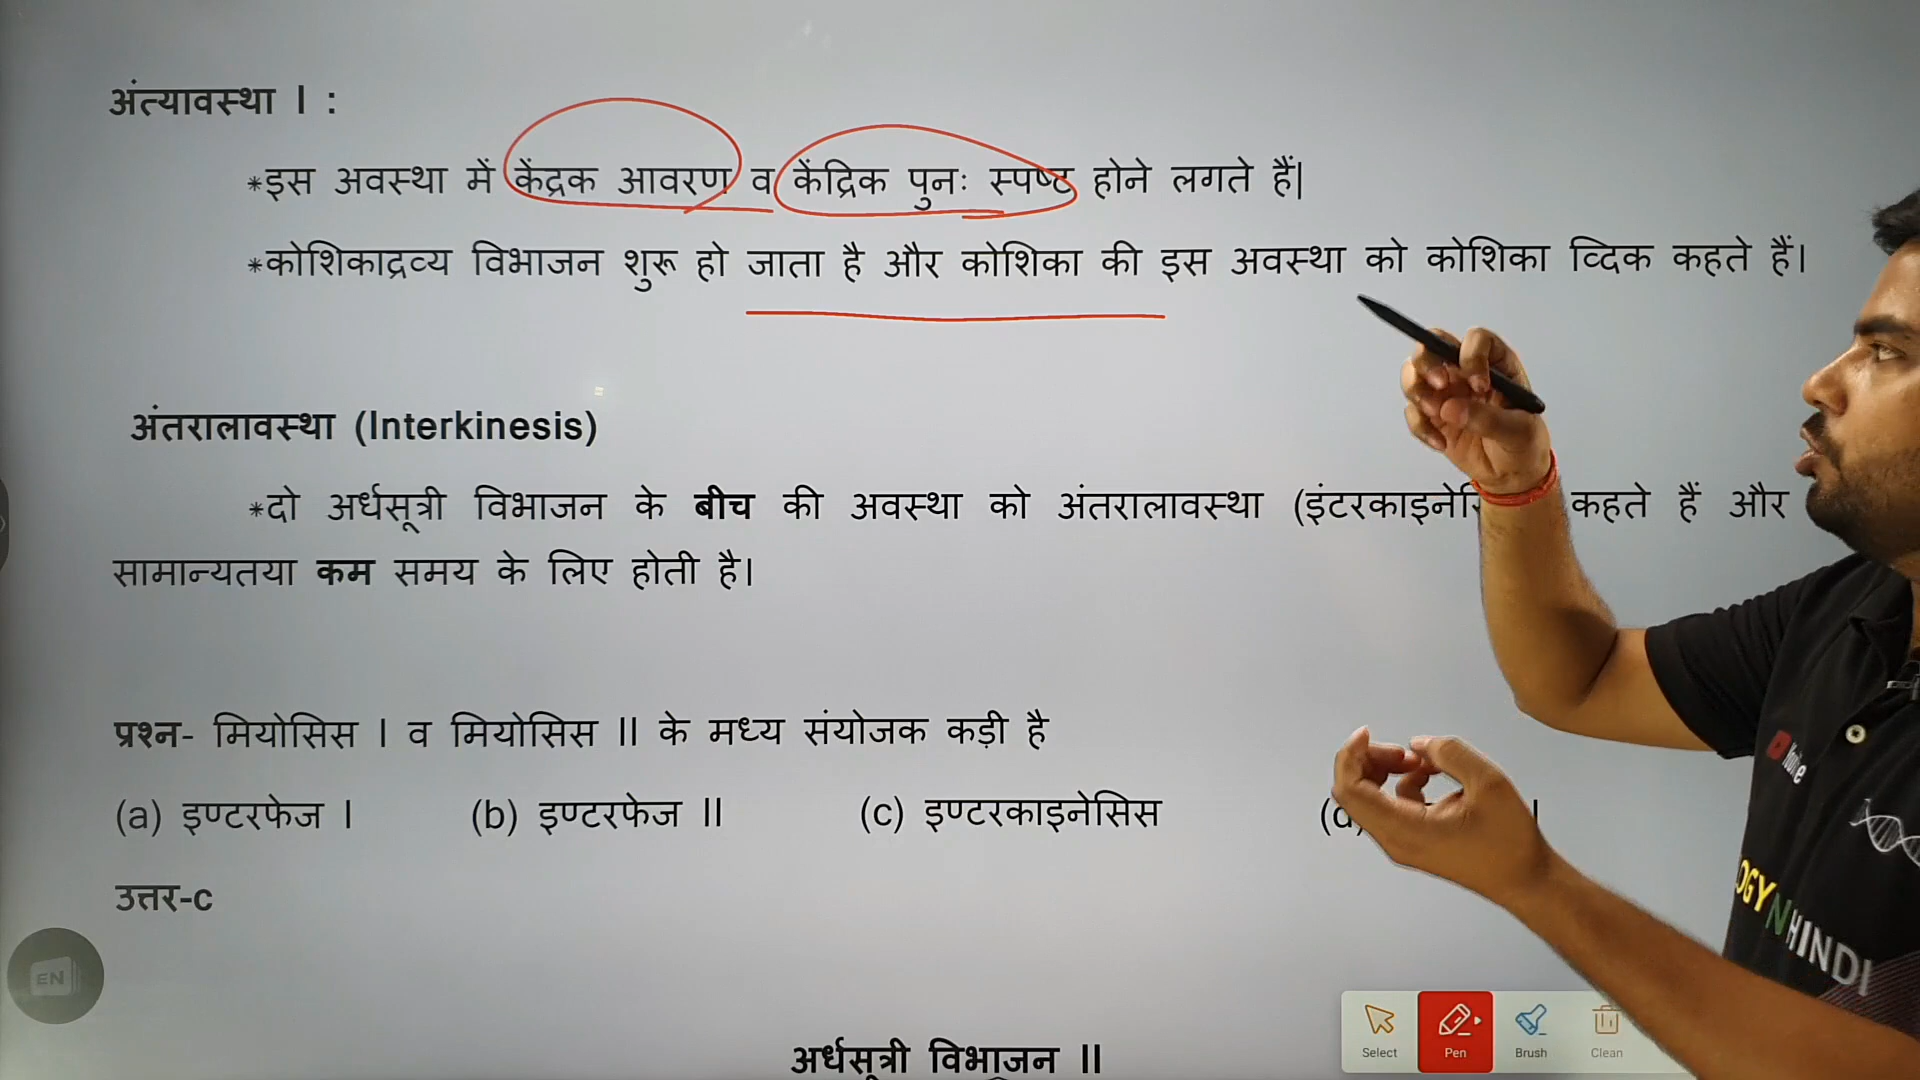 अंत्यावस्था I :
*इस अवस्था में केंद्रक आवरण व केंद्रिक पुनः स्पष्ट होने लगते हैं|
*कोशिकाद्रव्य विभाजन शुरू हो जाता है और कोशिका की इस अवस्था को कोशिका व्दिक कहते हैं।
अंतरालावस्था (Interkinesis)
*दो अर्धसूत्री विभाजन के बीच की अवस्था को अंतरालावस्था कहते हैं और
सामान्यतया कम समय के लिए होती है।
प्रश्न- मियोसिस I व मियोसिस II के मध्य संयोजक कड़ी है
(a) इण्टरफेज I (b) इण्टरफेज II (c) इण्टरकाइनेसिस
उत्तर-c
अर्धसूत्री विभाजन II
EN
Select Pen Brush Clean
OGY N HINDI